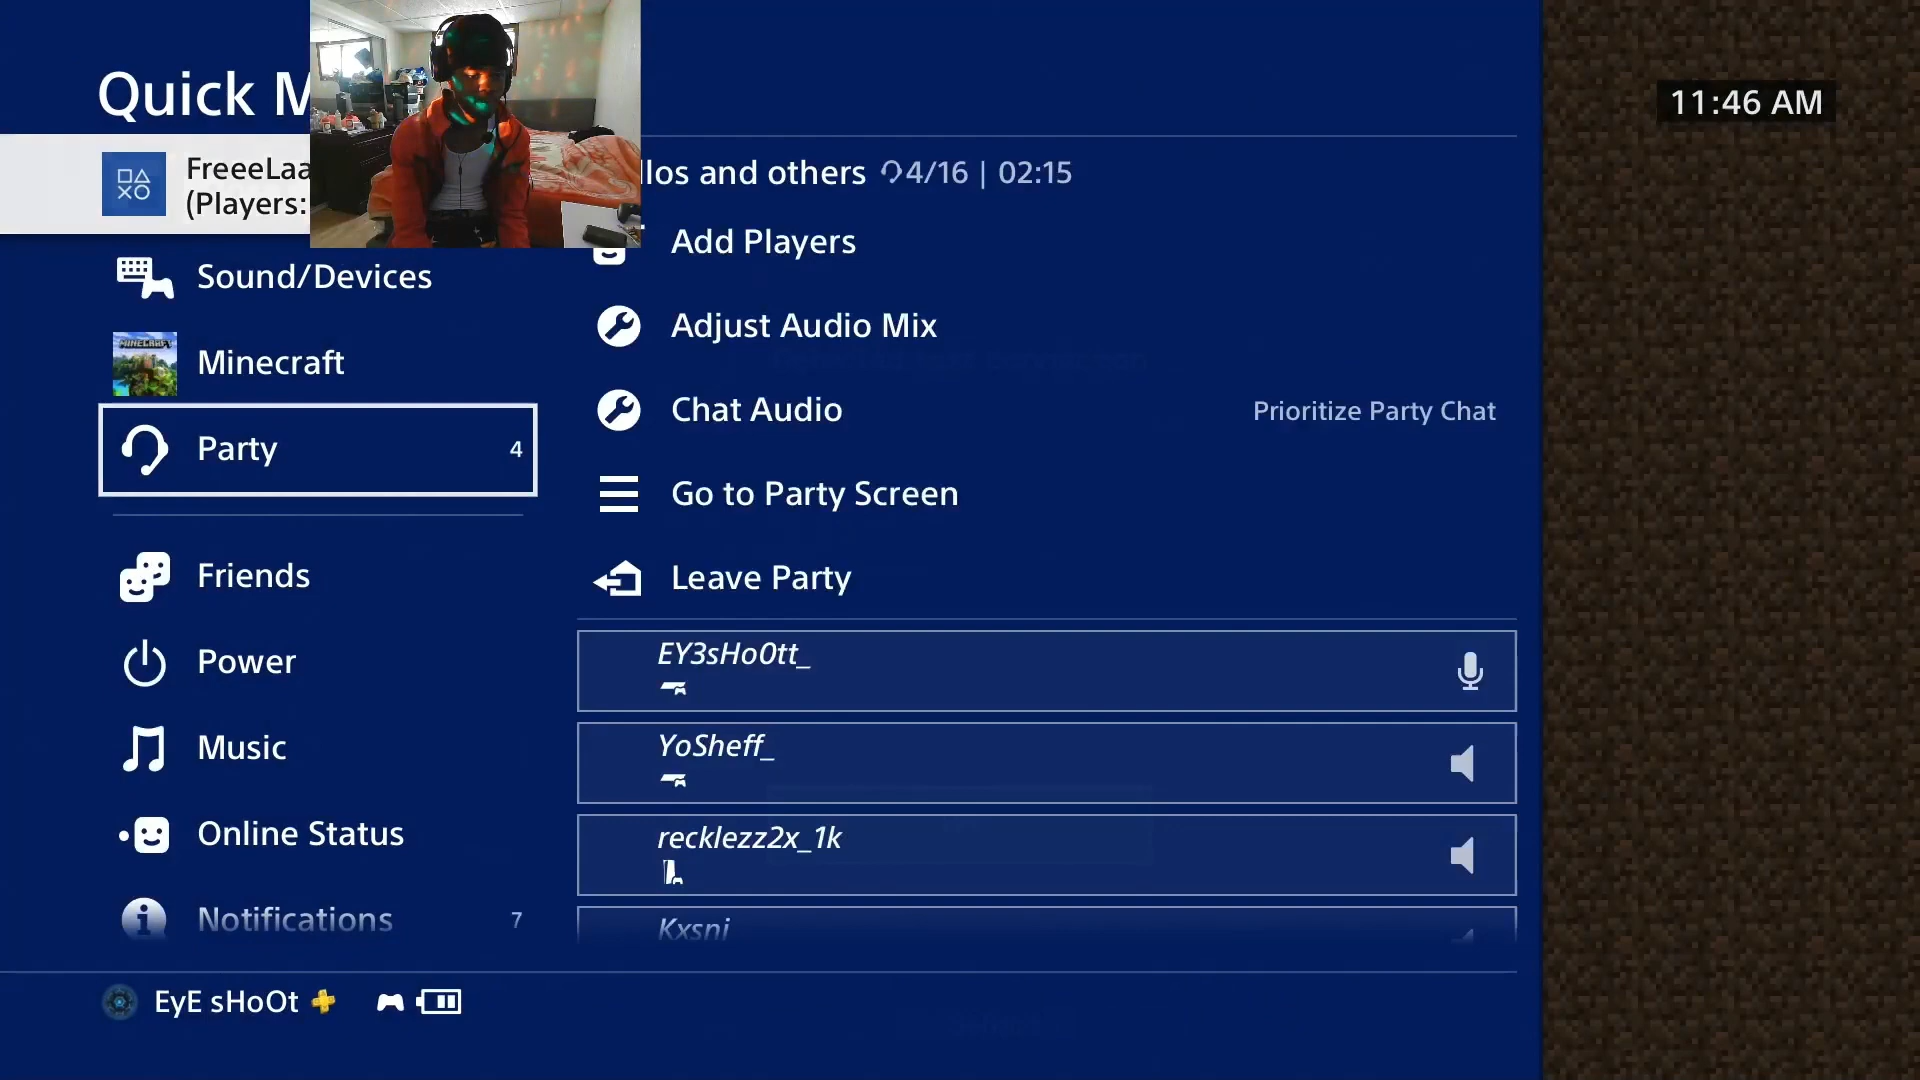 Quick M
11:46 AM
FreeeLaa
(Players:
llos and others 4/16 | 02:15
Add Players
Sound/Devices
Adjust Audio Mix
MINECRAFT
Minecraft
Chat Audio
Prioritize Party Chat
Party 4
Go to Party Screen
Friends
Leave Party
EY3sHo0tt_
Power
YoSheff_
Music
recklezz2x_1k
Online Status
Notifications 7
Kxsni
EyE sHoOt